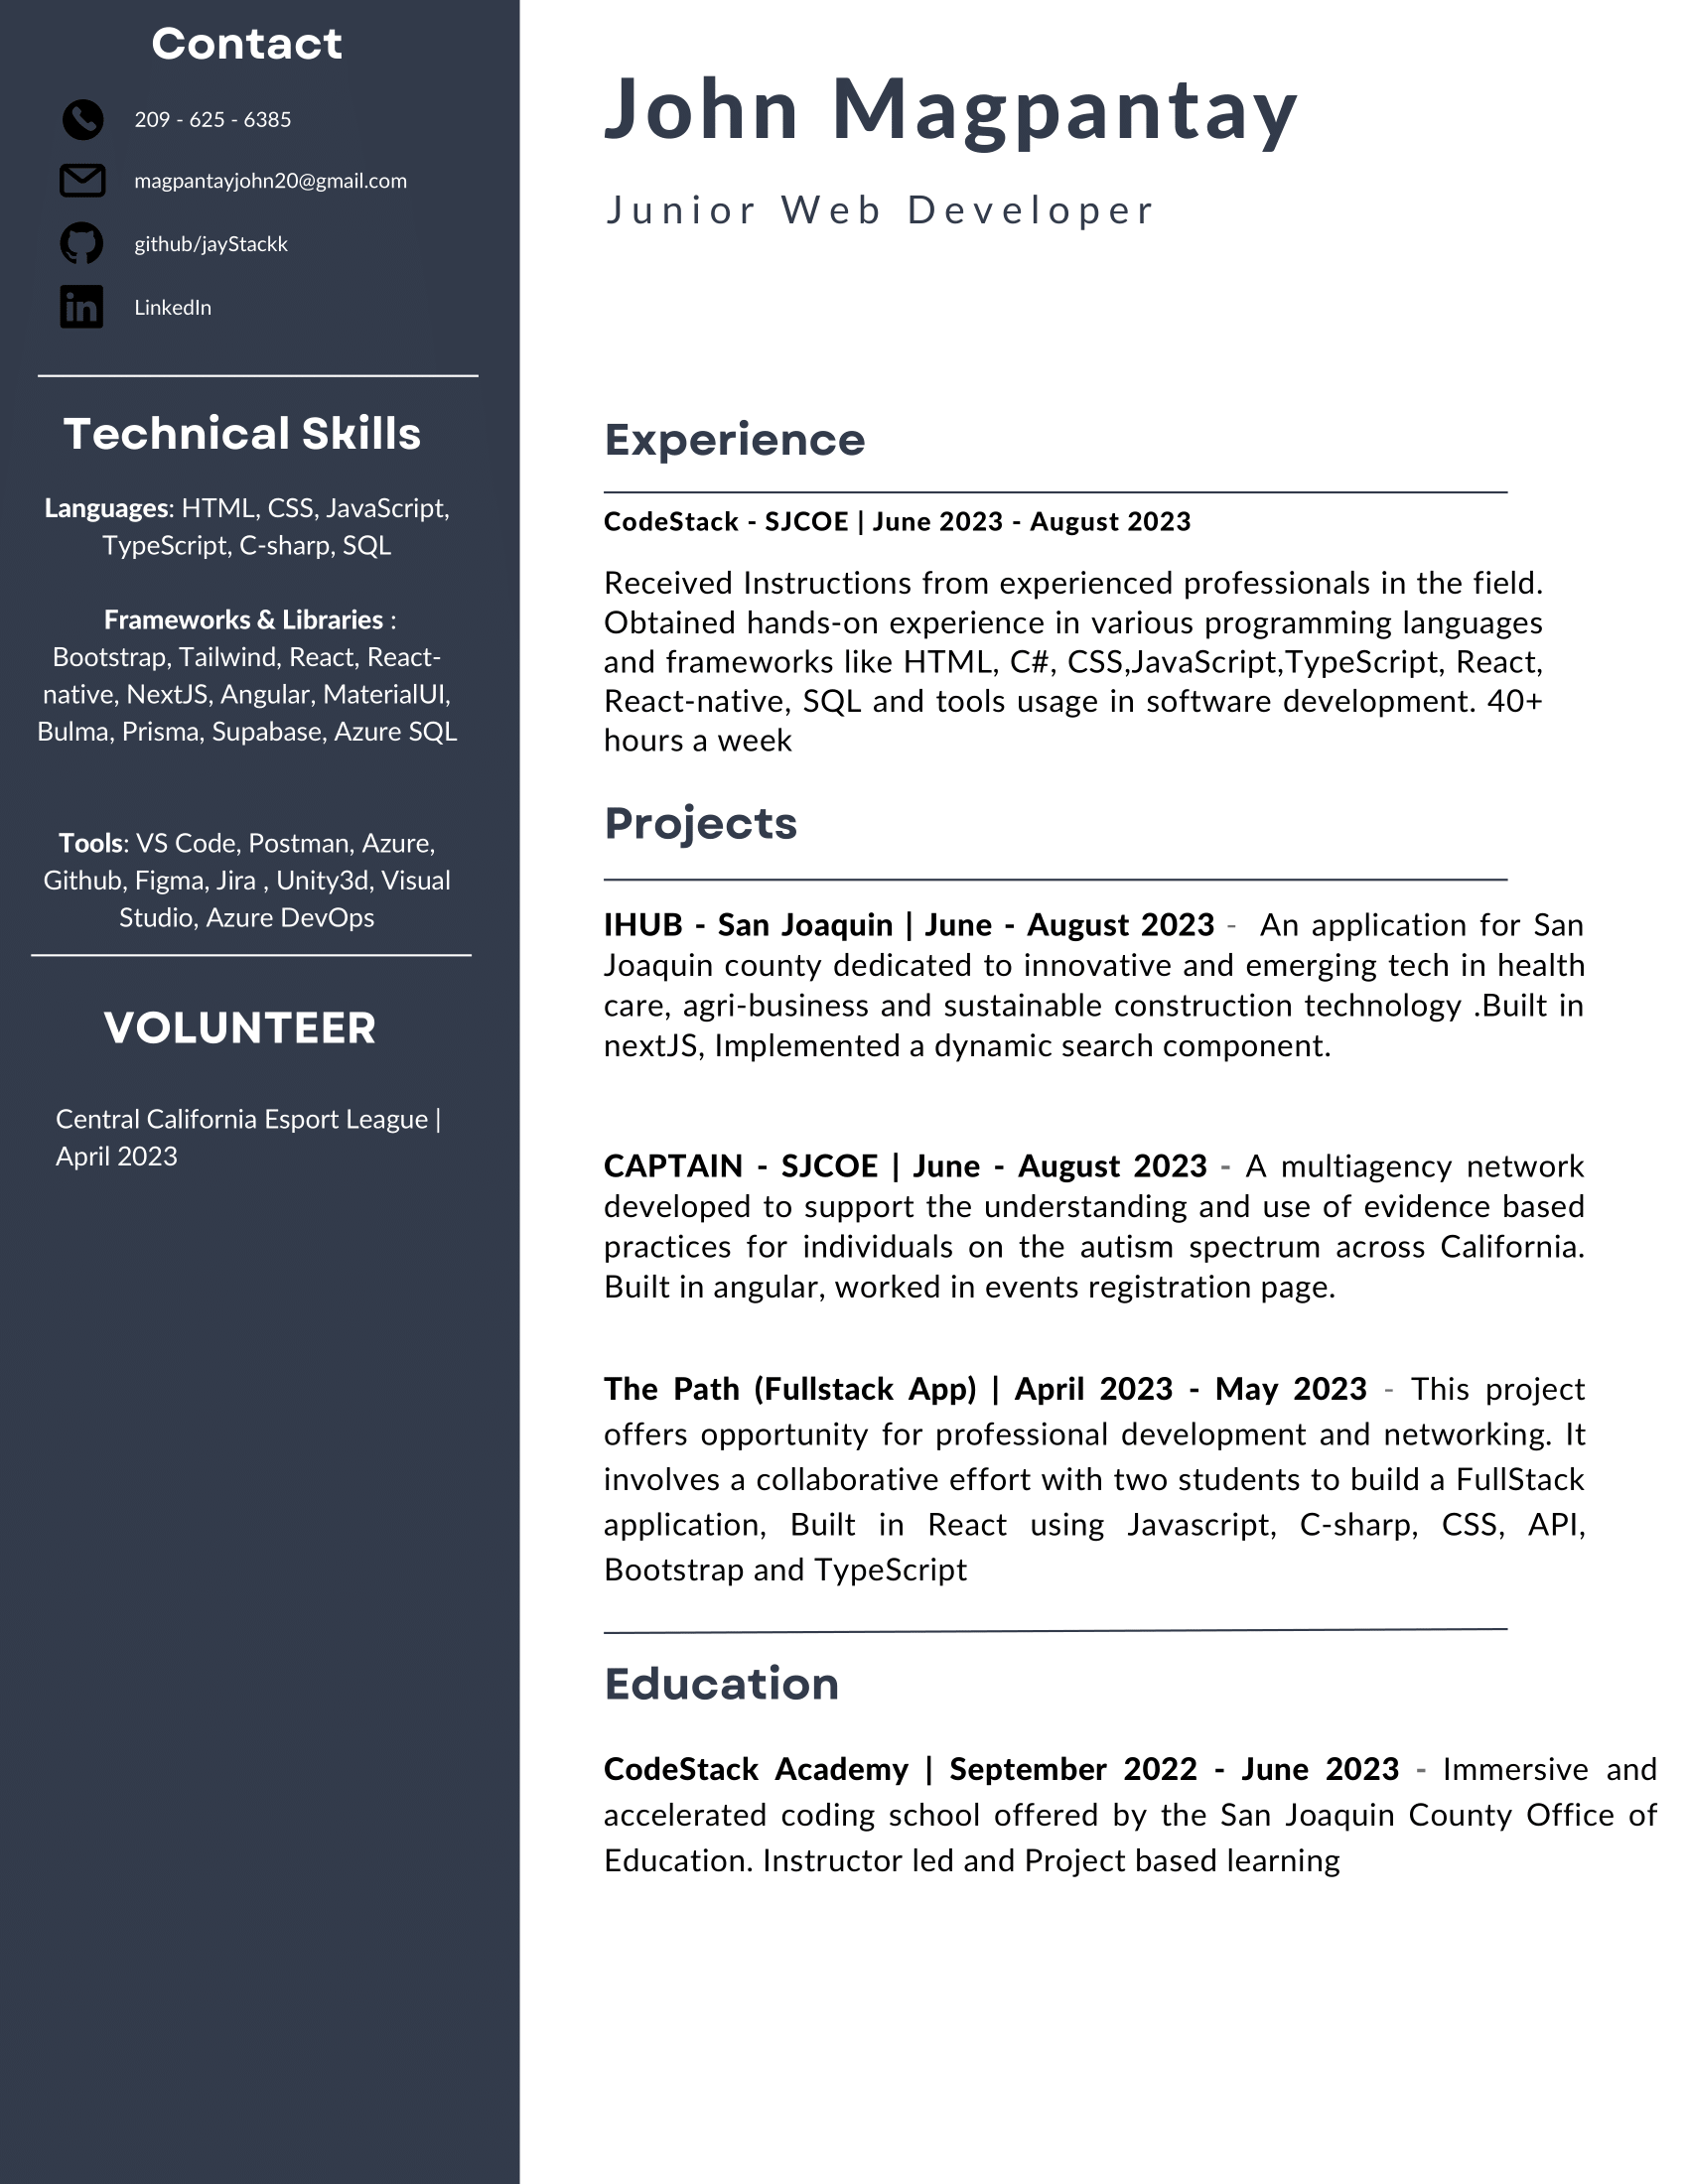 Contact
209 - 625 - 6385
magpantayjohn20@gmail.com
github/jayStackk
LinkedIn
Technical Skills
Languages: HTML, CSS, JavaScript,
TypeScript, C-sharp, SQL
Frameworks & Libraries :
Bootstrap, Tailwind, React, React-
native, NextJS, Angular, MaterialUI,
Bulma, Prisma, Supabase, Azure SQL
Tools: VS Code, Postman, Azure,
Github, Figma, Jira , Unity3d, Visual
Studio, Azure DevOps
VOLUNTEER
Central California Esport League |
April 2023
John Magpantay
Junior Web Developer
Experience
CodeStack - SJCOE | June 2023 - August 2023
Received Instructions from experienced professionals in the field.
Obtained hands-on experience in various programming languages
and frameworks like HTML, C#, CSS,JavaScript,TypeScript, React,
React-native, SQL and tools usage in software development. 40+
hours a week
Projects
IHUB - San Joaquin | June - August 2023 - An application for San
Joaquin county dedicated to innovative and emerging tech in health
care, agri-business and sustainable construction technology .Built in
nextJS, Implemented a dynamic search component.
CAPTAIN - SJCOE | June - August 2023 - A multiagency network
developed to support the understanding and use of evidence based
practices for individuals on the autism spectrum across California.
Built in angular, worked in events registration page.
The Path (Fullstack App) | April 2023 - May 2023 - This project
offers opportunity for professional development and networking. It
involves a collaborative effort with two students to build a FullStack
application, Built in React using Javascript, C-sharp, CSS, API,
Bootstrap and TypeScript
Education
CodeStack Academy | September 2022 - June 2023 - Immersive and
accelerated coding school offered by the San Joaquin County Office of
Education. Instructor led and Project based learning